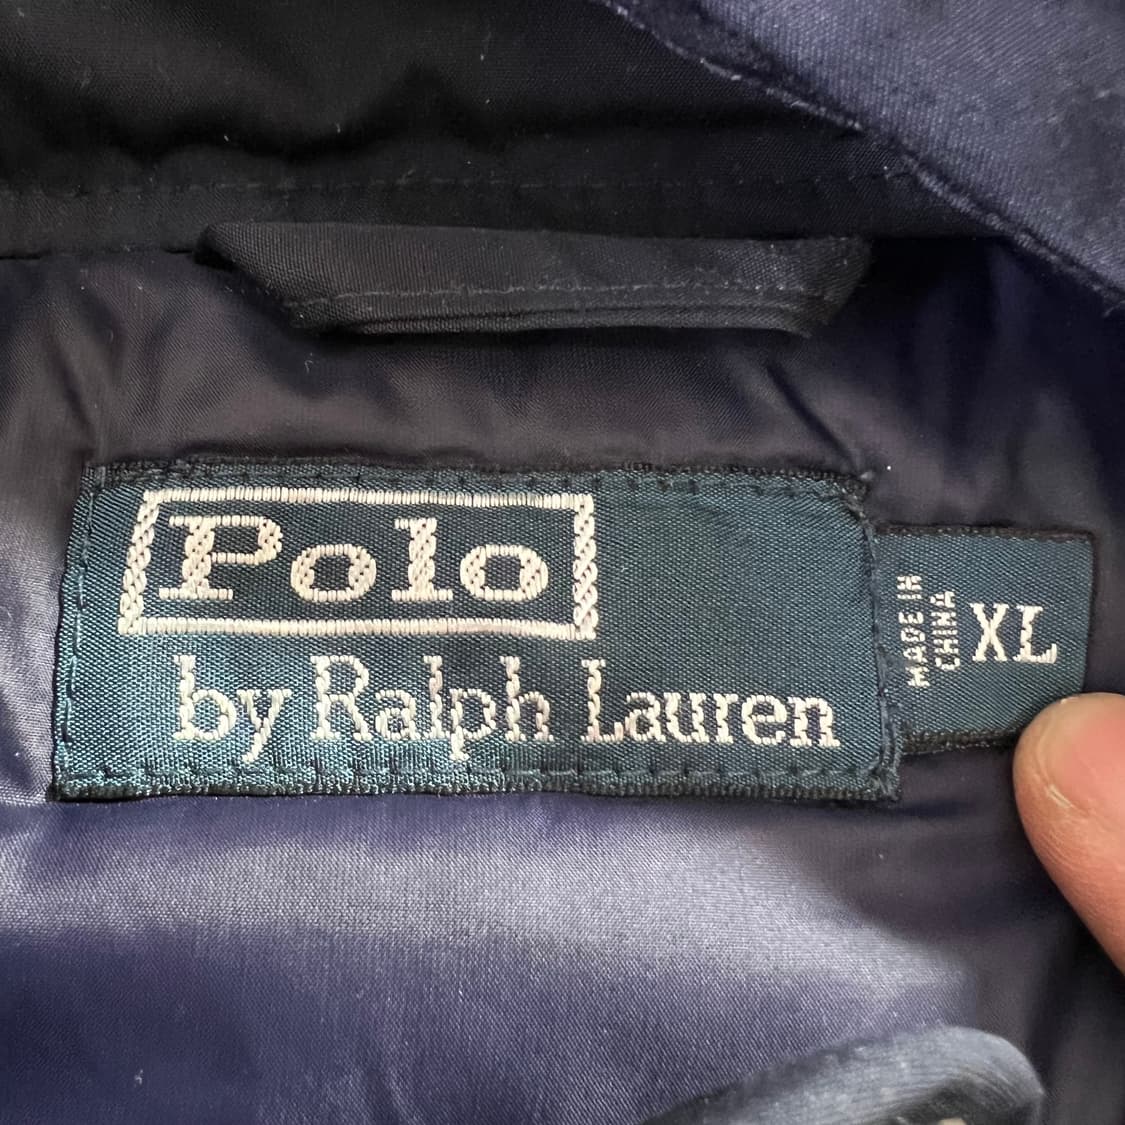 Polo
by Ralph Lauren
MADE IN
CHINA
XL